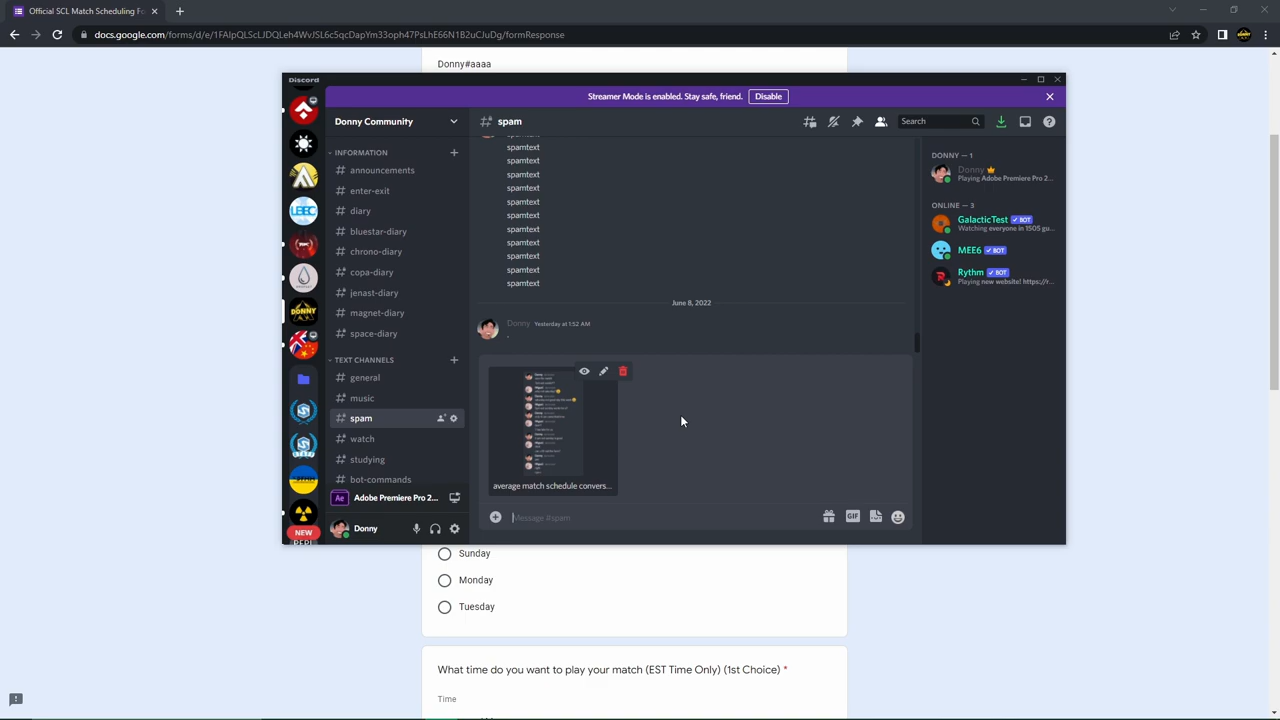 Official SCL Match Scheduling Fo
docs.google.com/forms/d/e/1FAIpQLScLJDQLeh4WvJSL6c5qcDapYm33oph47PsLhE66N1B2uCJuDg/formResponse
Donny#aaaa
Discord
Streamer Mode is enabled. Stay safe, friend. Disable
Donny Community
spam
Search
INFORMATION
announcements
enter-exit
diary
bluestar-diary
chrono-diary
copa-diary
jenast-diary
magnet-diary
space-diary
TEXT CHANNELS
general
music
spam
watch
studying
bot-commands
Adobe Premiere Pro 2...
Donny
NEW
LEEC
DONNY
spamtext
spamtext
spamtext
spamtext
spamtext
spamtext
spamtext
spamtext
spamtext
spamtext
spamtext
June 8, 2022
Donny Yesterday at 1:52 AM
.
average match schedule convers...
Message #spam
GIF
DONNY — 1
Donny
Playing Adobe Premiere Pro 2...
ONLINE — 3
GalacticTest BOT
Watching everyone in 1505 gu...
MEE6 BOT
Rythm BOT
Playing new website! https://r...
Sunday
Monday
Tuesday
What time do you want to play your match (EST Time Only) (1st Choice) *
Time